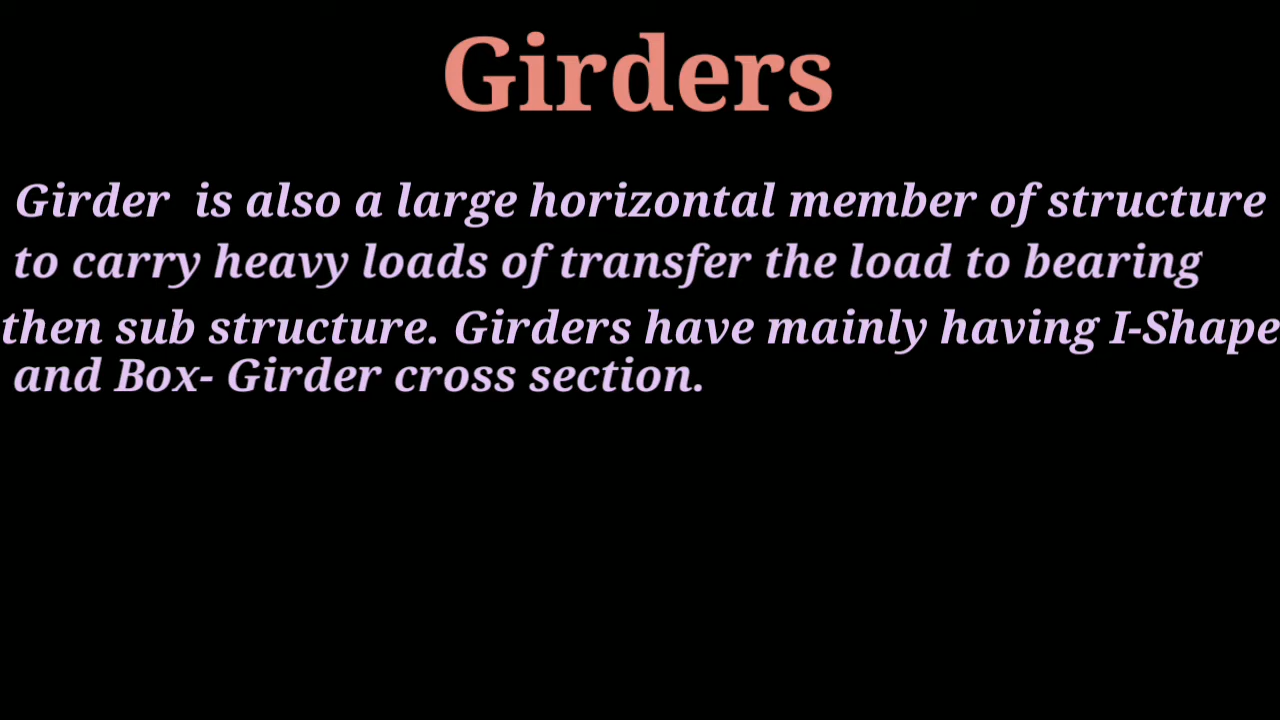 Girders
Girder is also a large horizontal member of structure
to carry heavy loads of transfer the load to bearing
then sub structure. Girders have mainly having I-Shape
and Box- Girder cross section.